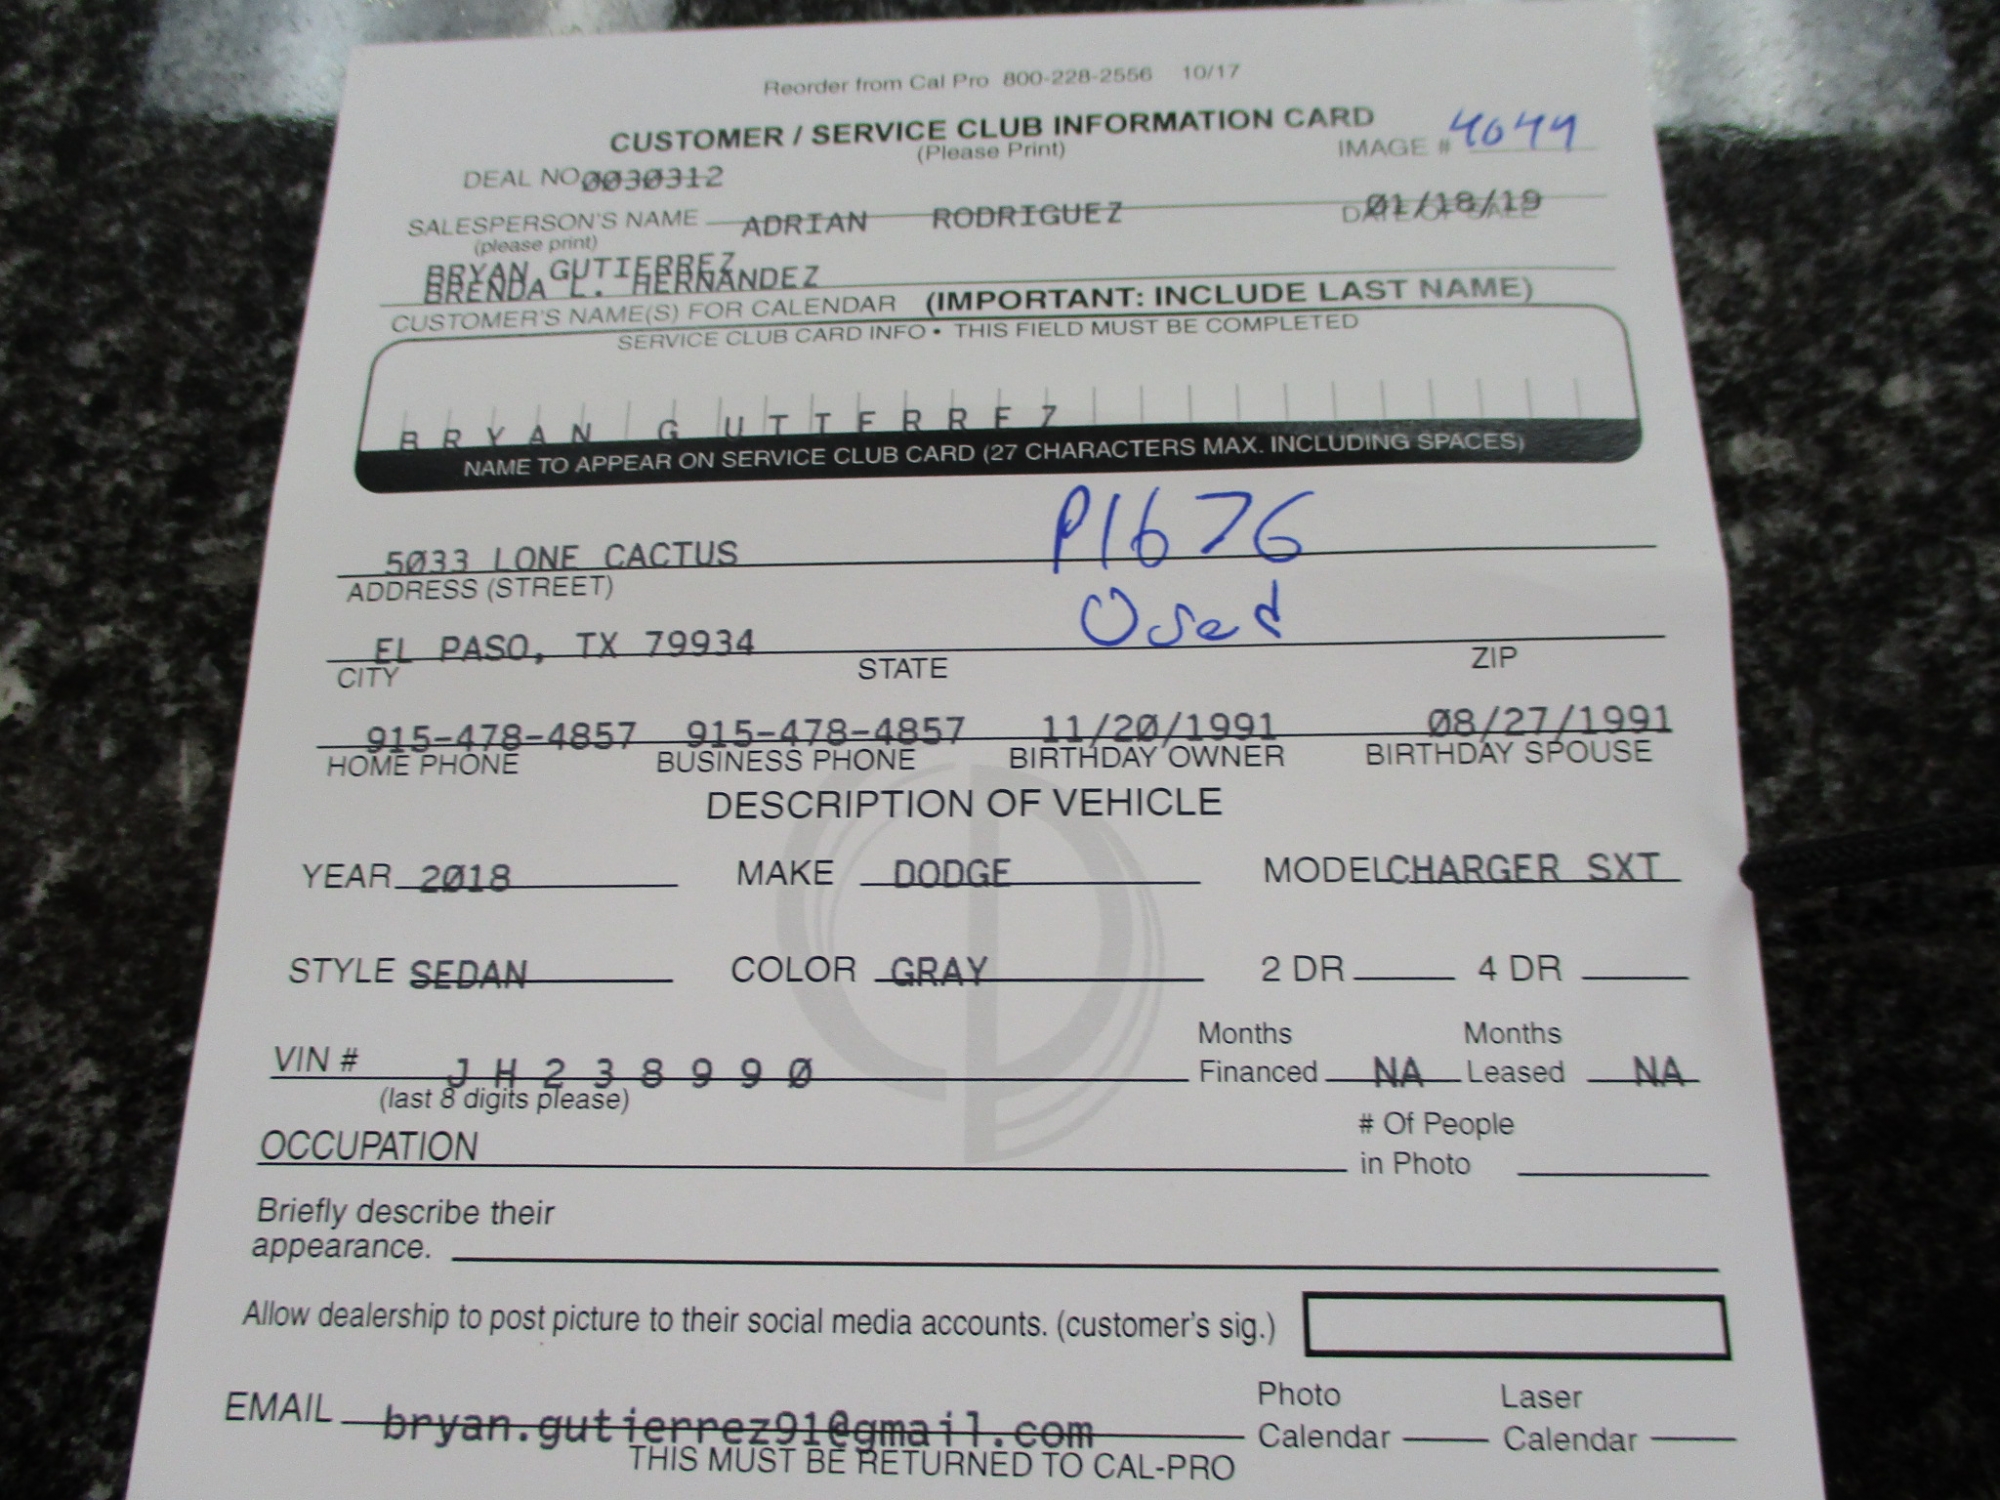 Reorder from Cal Pro 800-228-2556 10/17
CUSTOMER / SERVICE CLUB INFORMATION CARD
(Please Print)
IMAGE # 4044
DEAL NO 0030312
SALESPERSON'S NAME ADRIAN RODRIGUEZ DATE OF SALE 01/18/19
(please print)
BRYAN GUTIERREZ
BRENDA L. HERNANDEZ
CUSTOMER'S NAME(S) FOR CALENDAR (IMPORTANT: INCLUDE LAST NAME)
SERVICE CLUB CARD INFO • THIS FIELD MUST BE COMPLETED
BRYAN GUTIERREZ
NAME TO APPEAR ON SERVICE CLUB CARD (27 CHARACTERS MAX. INCLUDING SPACES)
5033 LONE CACTUS P1676
ADDRESS (STREET)
Used
EL PASO, TX 79934
CITY STATE ZIP
915-478-4857 915-478-4857 11/20/1991 08/27/1991
HOME PHONE BUSINESS PHONE BIRTHDAY OWNER BIRTHDAY SPOUSE
DESCRIPTION OF VEHICLE
YEAR 2018 MAKE DODGE MODEL CHARGER SXT
STYLE SEDAN COLOR GRAY 2 DR 4 DR
VIN # JH238990 Months Financed NA Months Leased NA
(last 8 digits please)
OCCUPATION # Of People in Photo
Briefly describe their
appearance.
Allow dealership to post picture to their social media accounts. (customer's sig.)
EMAIL bryan.gutierrez91@gmail.com Photo Calendar Laser Calendar
THIS MUST BE RETURNED TO CAL-PRO